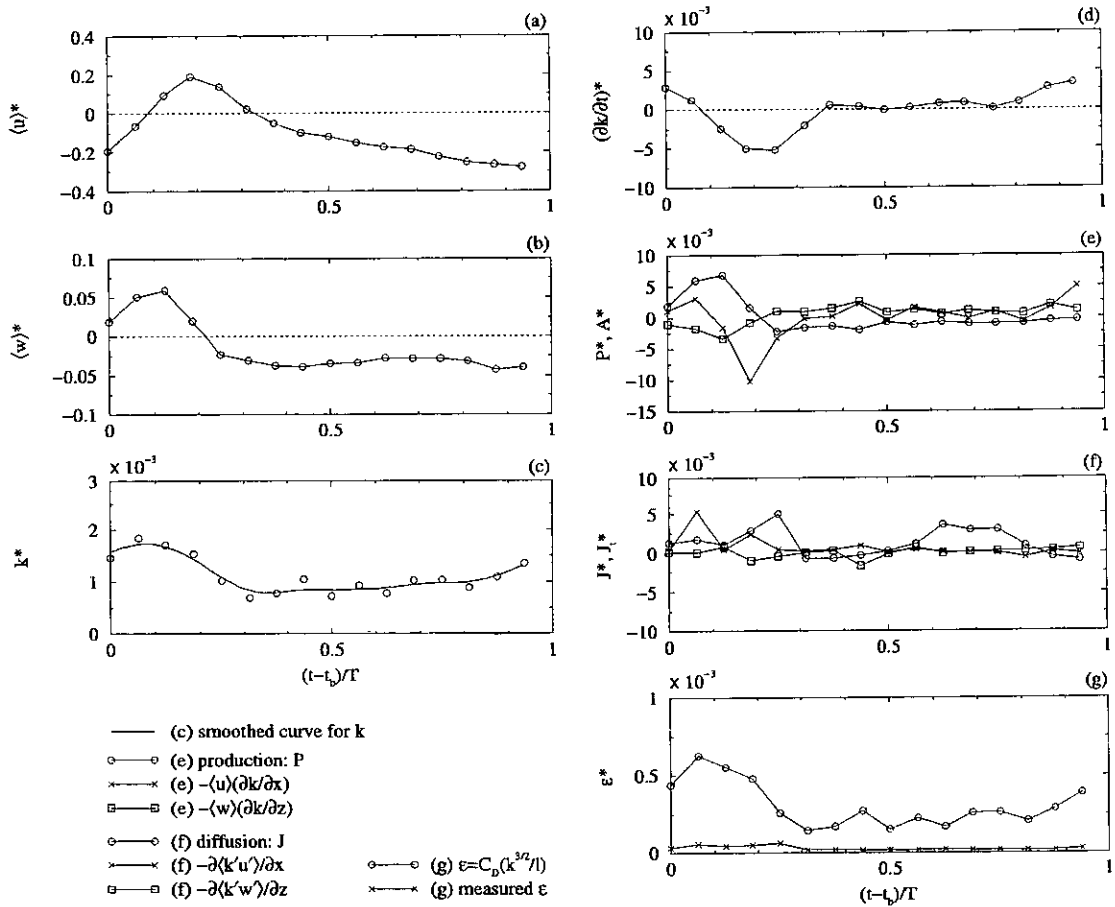 (a)
0.4
0.2
0
−0.2
−0.4
⟨u⟩*
0
0.5
1
(b)
0.1
0.05
0
−0.05
−0.1
⟨w⟩*
0
0.5
1
x 10⁻³
(c)
3
2
1
0
k*
0
0.5
1
(t−t_b)/T
(c) smoothed curve for k
(e) production: P
(e) −⟨u⟩(∂k/∂x)
(e) −⟨w⟩(∂k/∂z)
(f) diffusion: J
(f) −∂⟨k′u′⟩/∂x
(f) −∂⟨k′w′⟩/∂z
(g) ε=C_D(k^{3/2}/l)
(g) measured ε
x 10⁻³
(d)
10
5
0
−5
−10
(∂k/∂t)*
0
0.5
1
x 10⁻³
(e)
10
5
0
−5
−10
−15
P*, A*
0
0.5
1
x 10⁻³
(f)
10
5
0
−5
−10
J*, J_t*
0
0.5
1
x 10⁻³
(g)
1
0.5
0
ε*
0
0.5
1
(t−t_b)/T